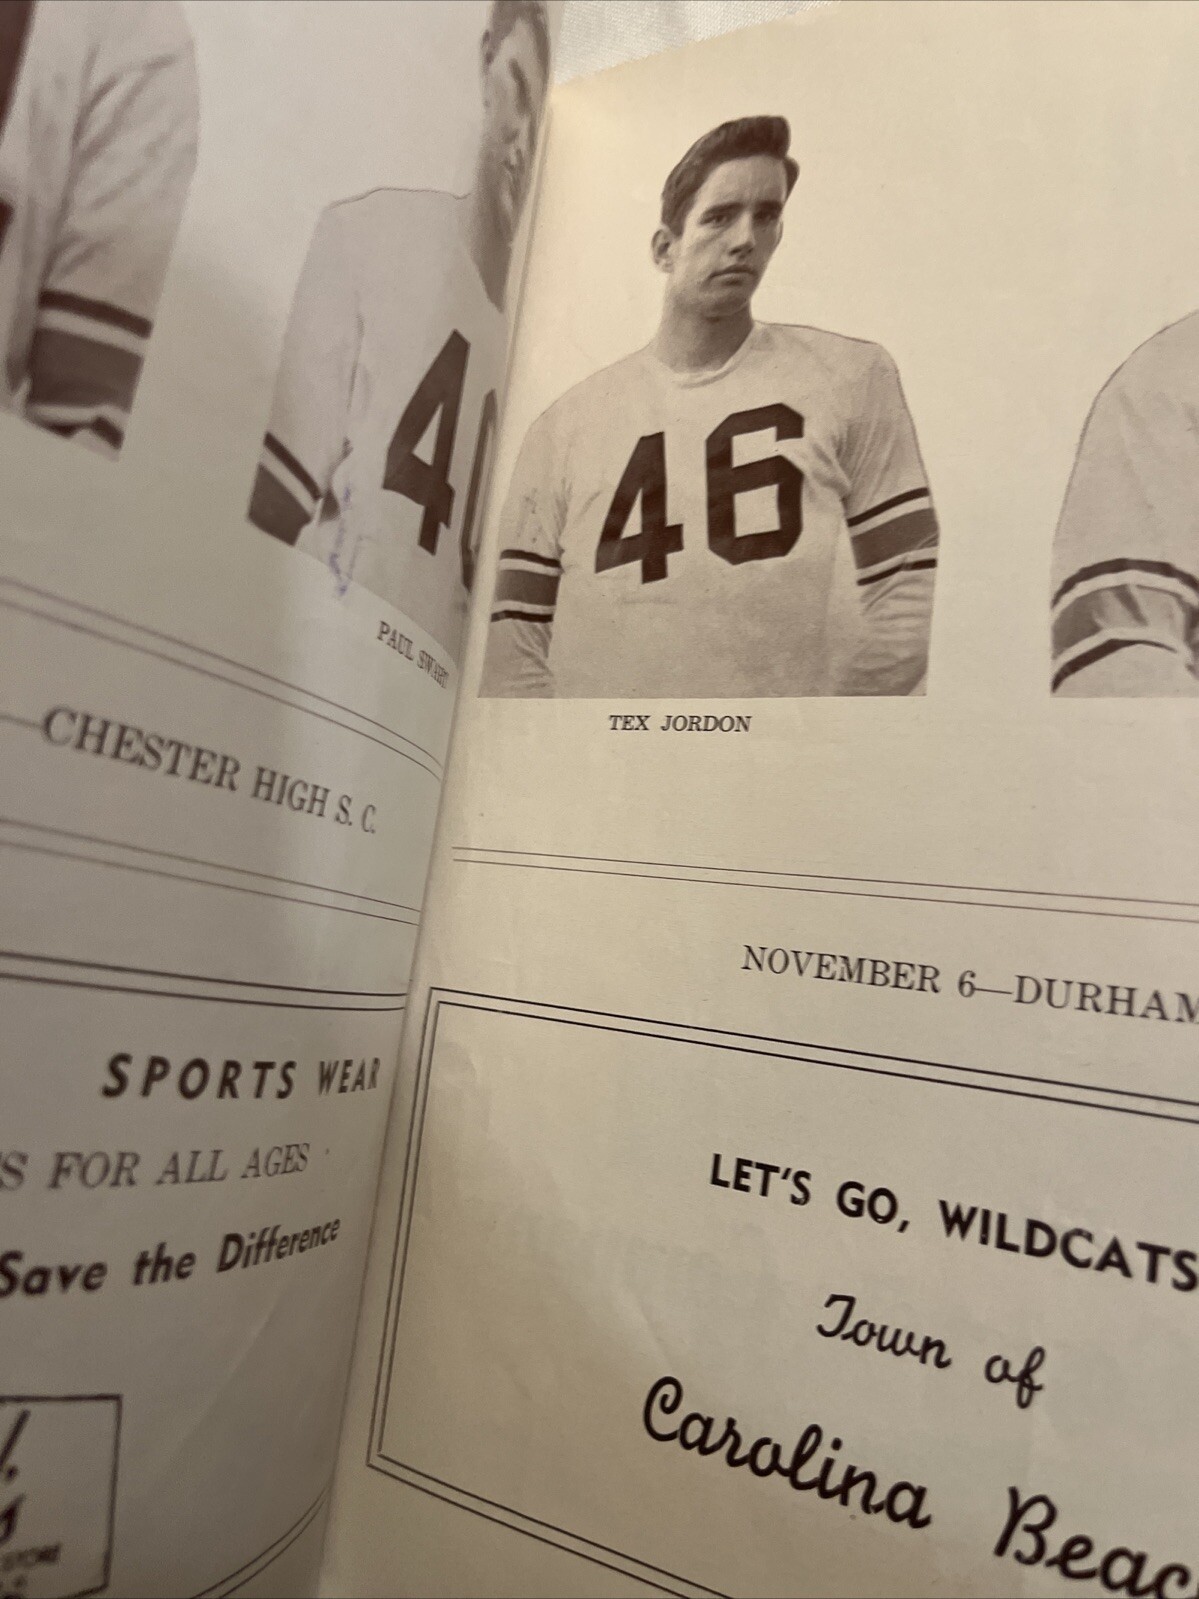 40
PAUL SWART
—CHESTER HIGH S. C.
SPORTS WEAR
S FOR ALL AGES
Save the Difference
46
TEX JORDON
NOVEMBER 6—DURHAM
LET'S GO, WILDCATS
Town of
Carolina Beac